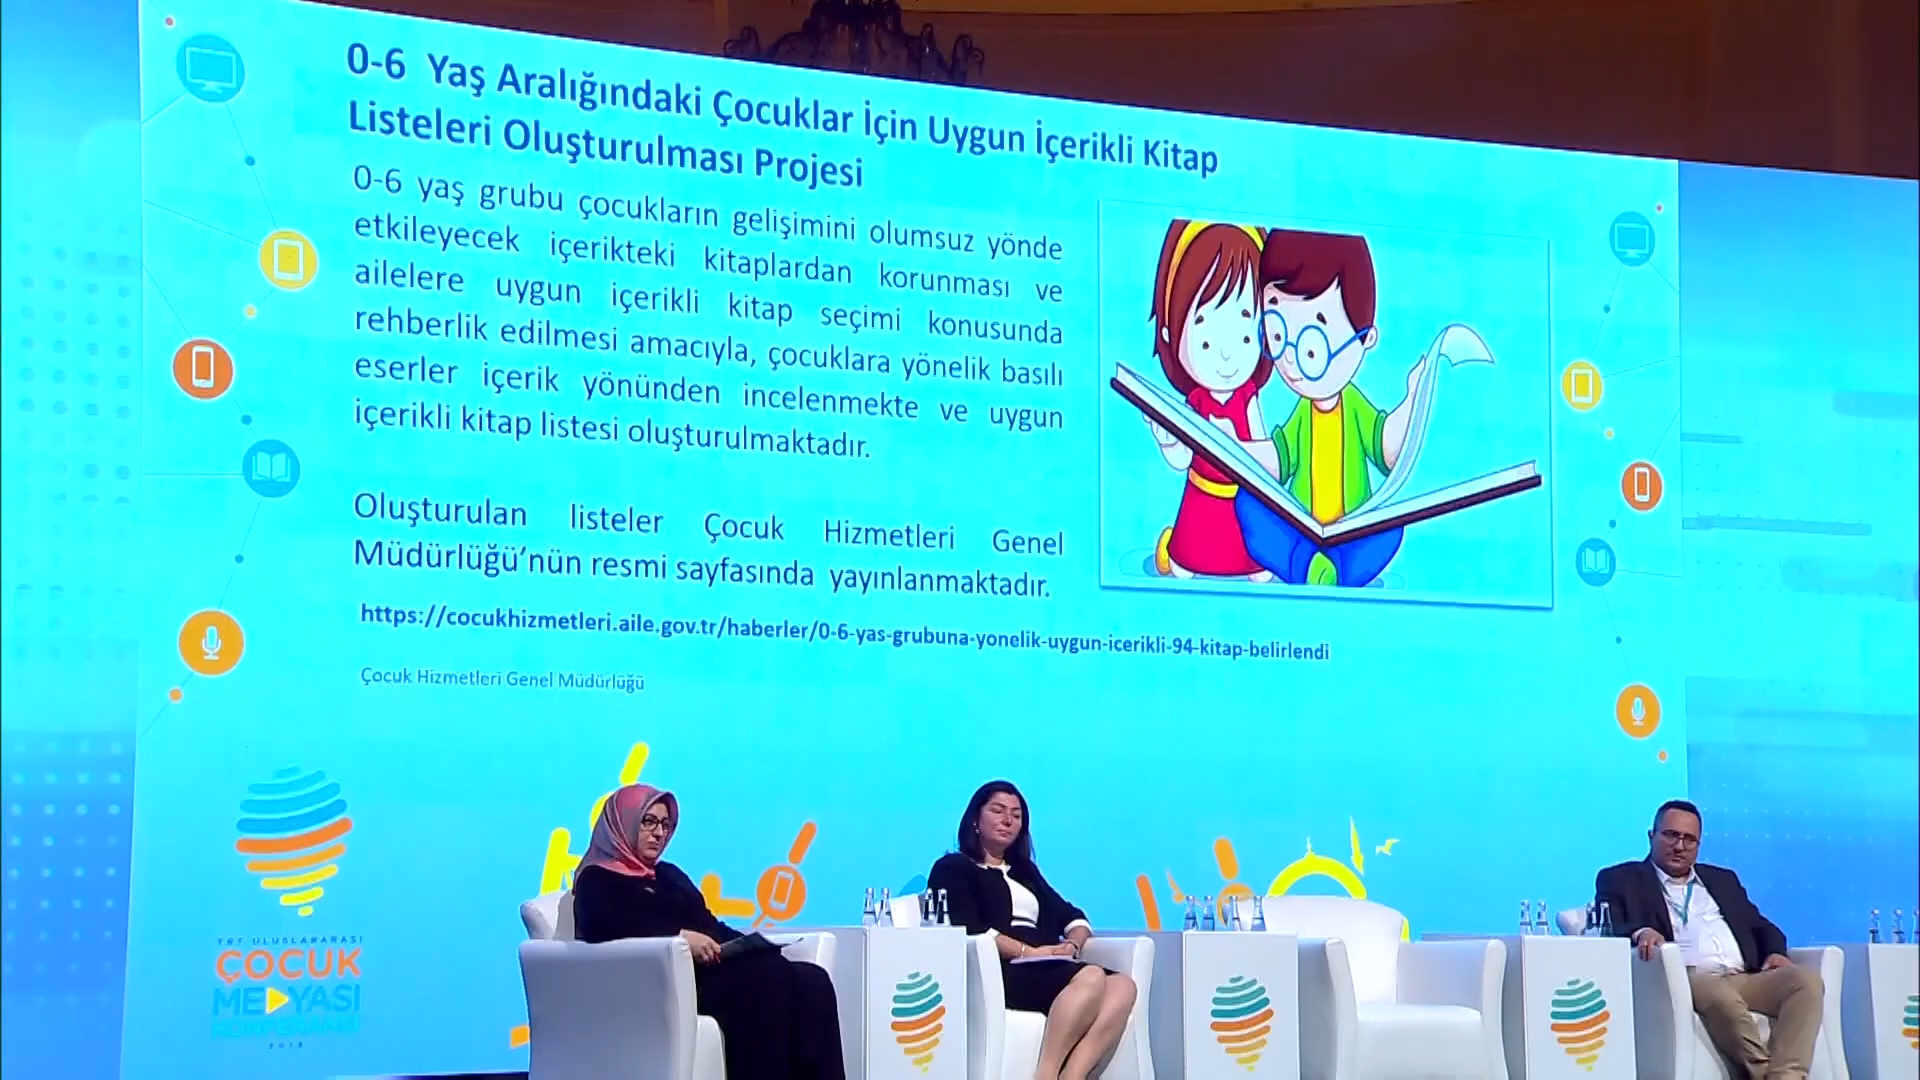 0-6 Yaş Aralığındaki Çocuklar İçin Uygun İçerikli Kitap
Listeleri Oluşturulması Projesi
0-6 yaş grubu çocukların gelişimini olumsuz yönde
etkileyecek içerikteki kitaplardan korunması ve
ailelere uygun içerikli kitap seçimi konusunda
rehberlik edilmesi amacıyla, çocuklara yönelik basılı
eserler içerik yönünden incelenmekte ve uygun
içerikli kitap listesi oluşturulmaktadır.
Oluşturulan listeler Çocuk Hizmetleri Genel
Müdürlüğü’nün resmi sayfasında yayınlanmaktadır.
https://cocukhizmetleri.aile.gov.tr/haberler/0-6-yas-grubuna-yonelik-uygun-icerikli-94-kitap-belirlendi
Çocuk Hizmetleri Genel Müdürlüğü
TRT ULUSLARARASI
ÇOCUK
MEDYASI